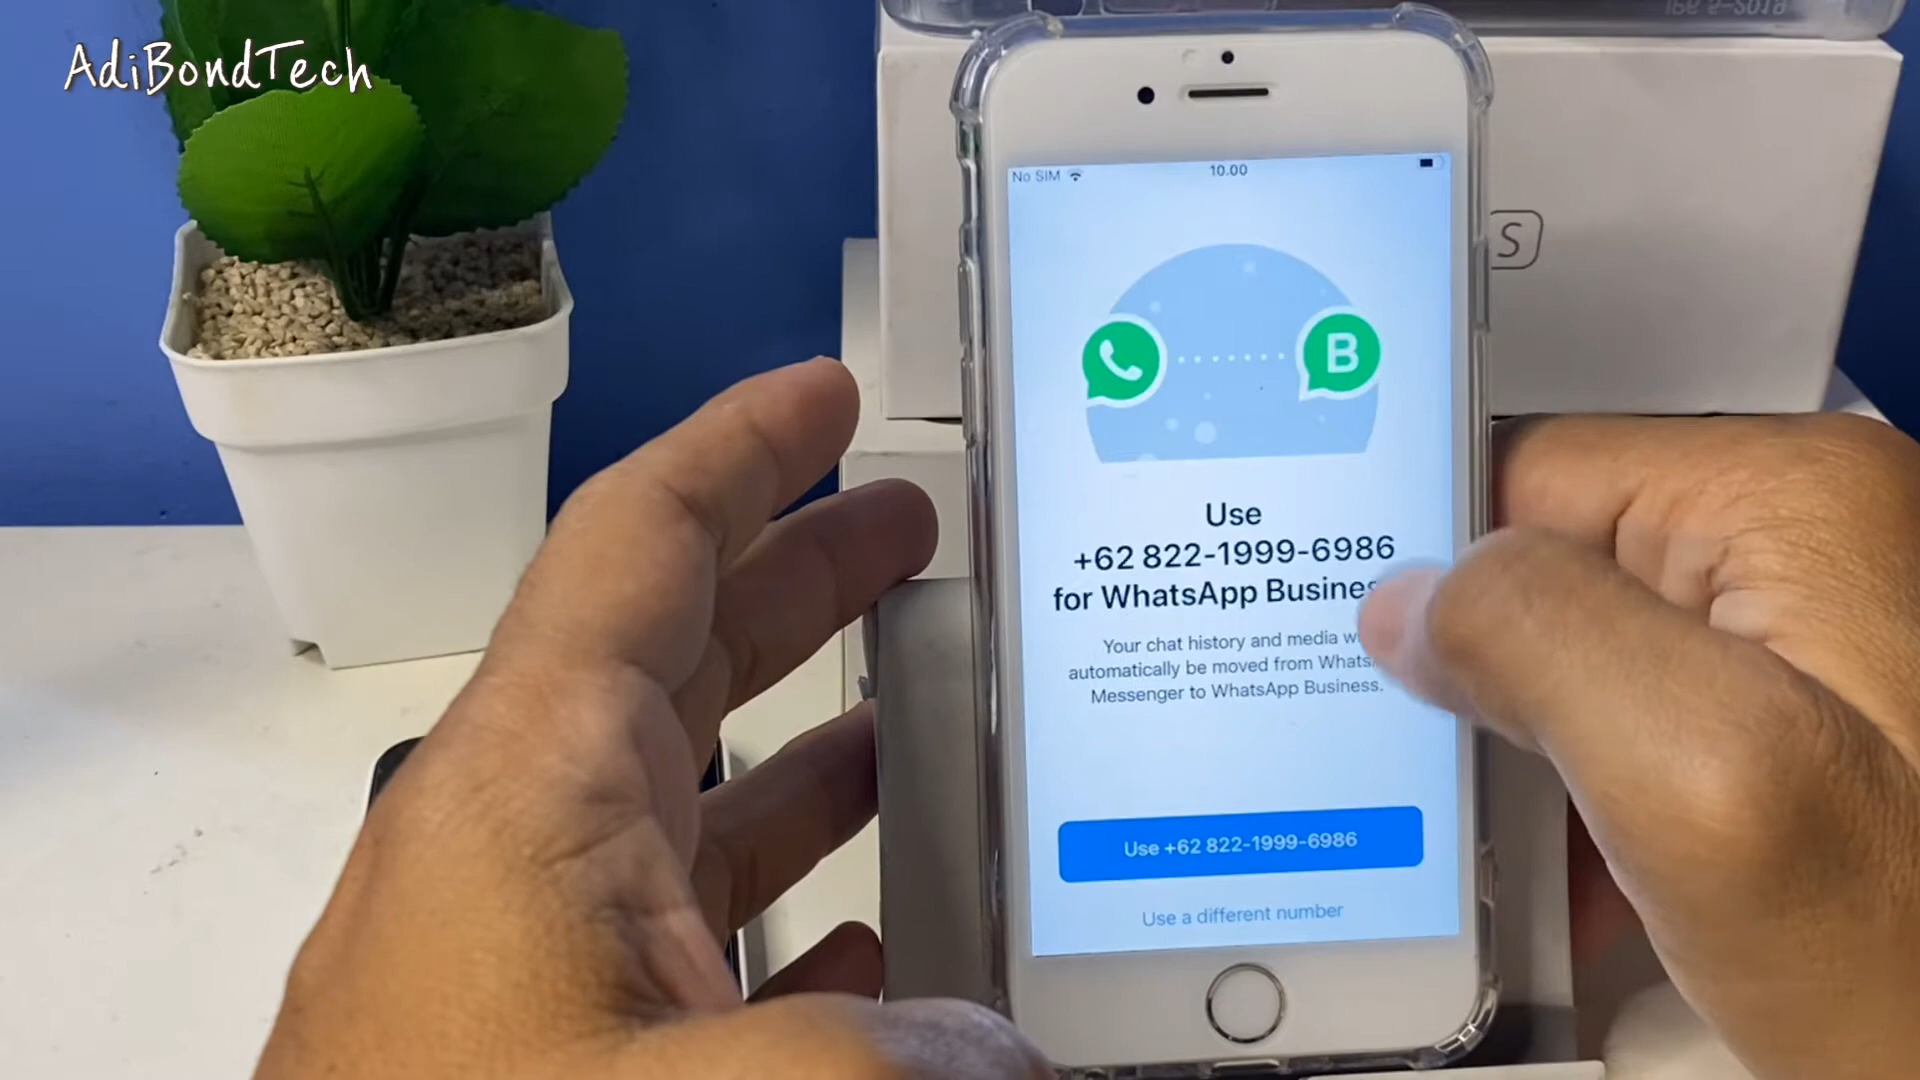 AdiBondTech
No SIM
10.00
S
B
Use
+62 822-1999-6986
for WhatsApp
Your chat history and media
automatically be moved from
Messenger to WhatsApp Business.
Use +62 822-1999-6986
Use a different number